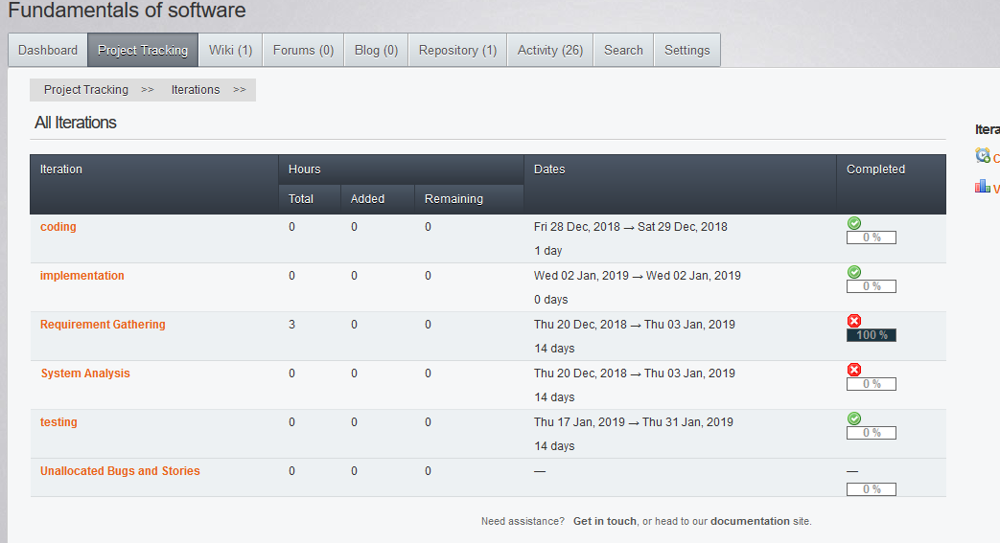 Fundamentals of software
Dashboard Project Tracking Wiki (1) Forums (0) Blog (0) Repository (1) Activity (26) Search Settings
Project Tracking >> Iterations >>
All Iterations
Itera
Iteration Hours Dates Completed
Total Added Remaining
coding 0 0 0 Fri 28 Dec, 2018 → Sat 29 Dec, 2018
1 day
0 %
implementation 0 0 0 Wed 02 Jan, 2019 → Wed 02 Jan, 2019
0 days
0 %
Requirement Gathering 3 0 0 Thu 20 Dec, 2018 → Thu 03 Jan, 2019
14 days
100 %
System Analysis 0 0 0 Thu 20 Dec, 2018 → Thu 03 Jan, 2019
14 days
0 %
testing 0 0 0 Thu 17 Jan, 2019 → Thu 31 Jan, 2019
14 days
0 %
Unallocated Bugs and Stories 0 0 0 — —
0 %
Need assistance? Get in touch, or head to our documentation site.